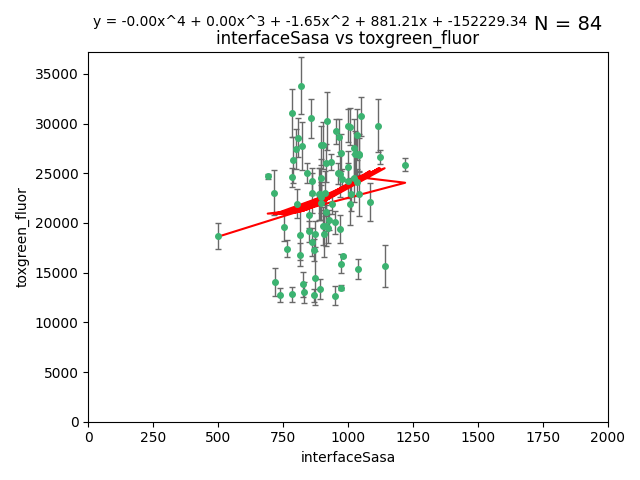 y = -0.00x^4 + 0.00x^3 + -1.65x^2 + 881.21x + -152229.34 N = 84
interfaceSasa vs toxgreen_fluor
35000
30000
25000
20000
15000
10000
5000
0
toxgreen_fluor
0 250 500 750 1000 1250 1500 1750 2000
interfaceSasa